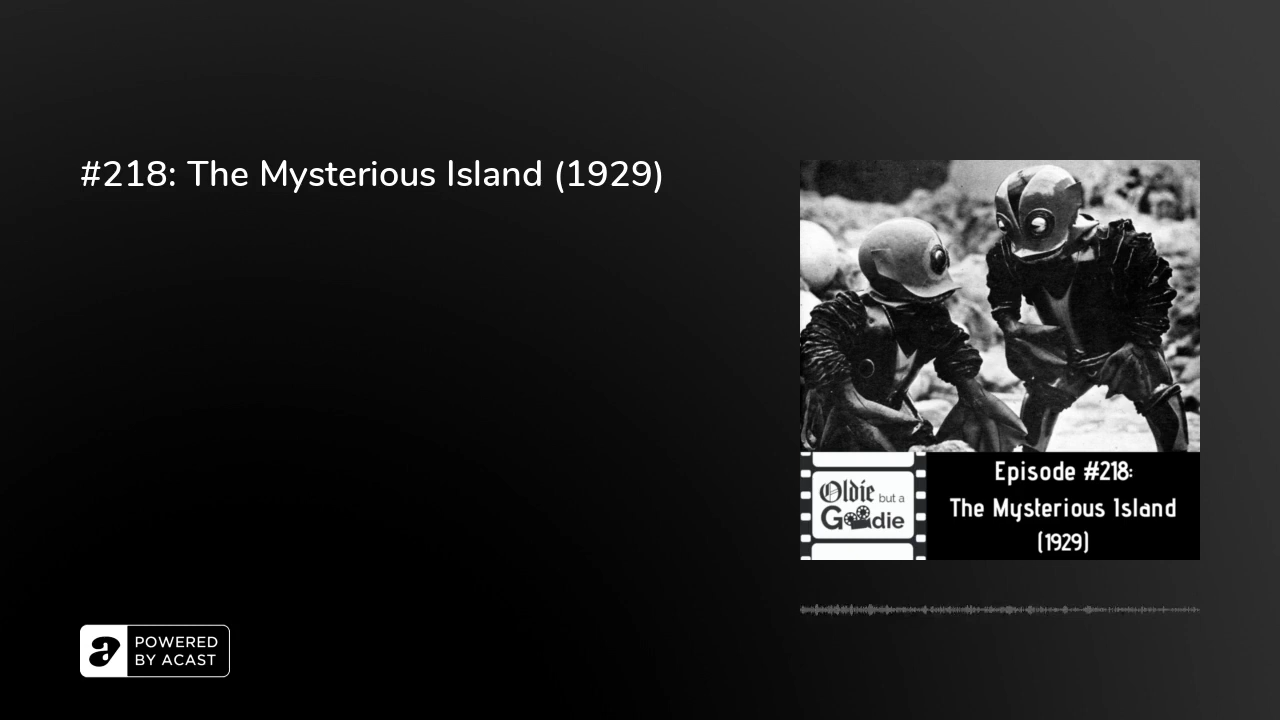 #218: The Mysterious Island (1929)
Oldie but a
Goodie
Episode #218:
The Mysterious Island
(1929)
a POWERED
BY ACAST